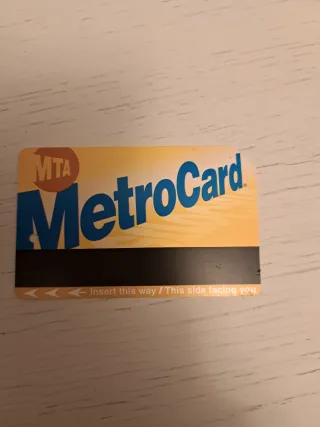 MTA
MetroCard
Insert this way / This side facing you